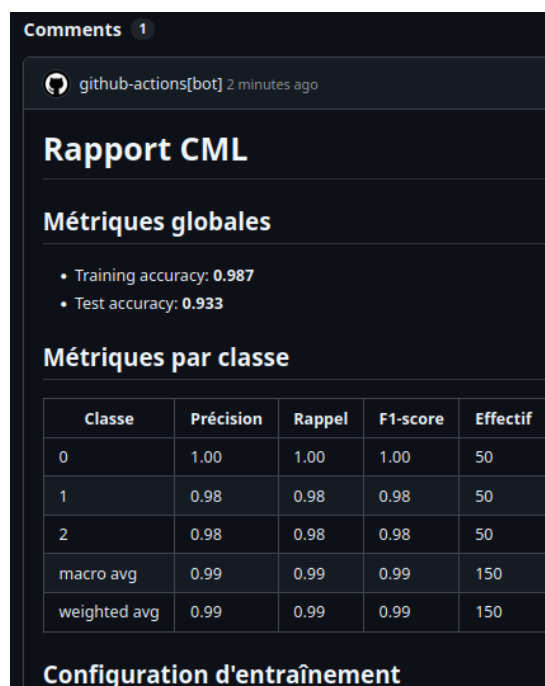 Comments 1
github-actions[bot] 2 minutes ago
Rapport CML
Métriques globales
• Training accuracy: 0.987
• Test accuracy: 0.933
Métriques par classe
Classe Précision Rappel F1-score Effectif
0 1.00 1.00 1.00 50
1 0.98 0.98 0.98 50
2 0.98 0.98 0.98 50
macro avg 0.99 0.99 0.99 150
weighted avg 0.99 0.99 0.99 150
Configuration d'entraînement